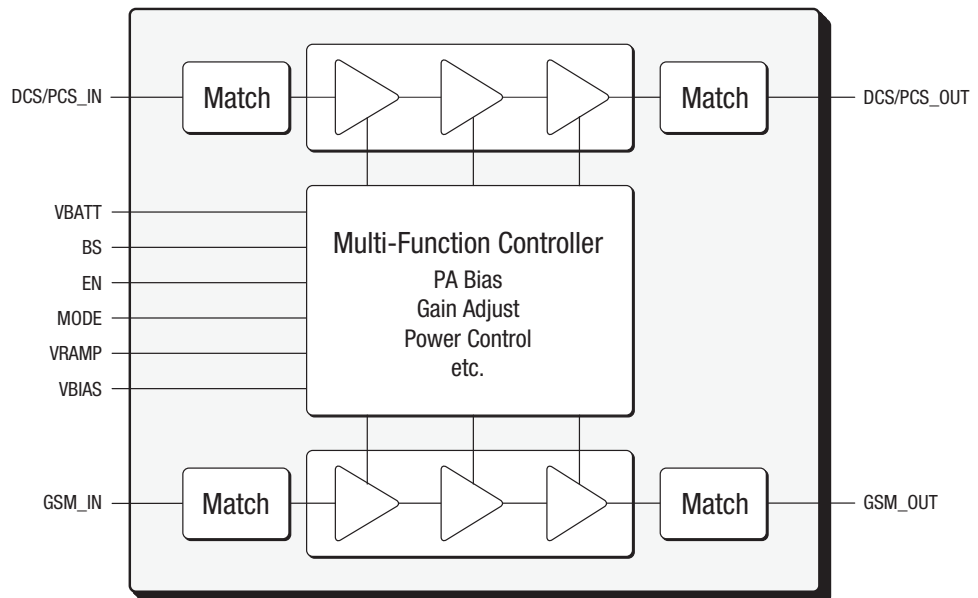 Match
Match
DCS/PCS_IN
DCS/PCS_OUT
VBATT
BS
EN
MODE
VRAMP
VBIAS
Multi-Function Controller
PA Bias
Gain Adjust
Power Control
etc.
GSM_IN
Match
Match
GSM_OUT